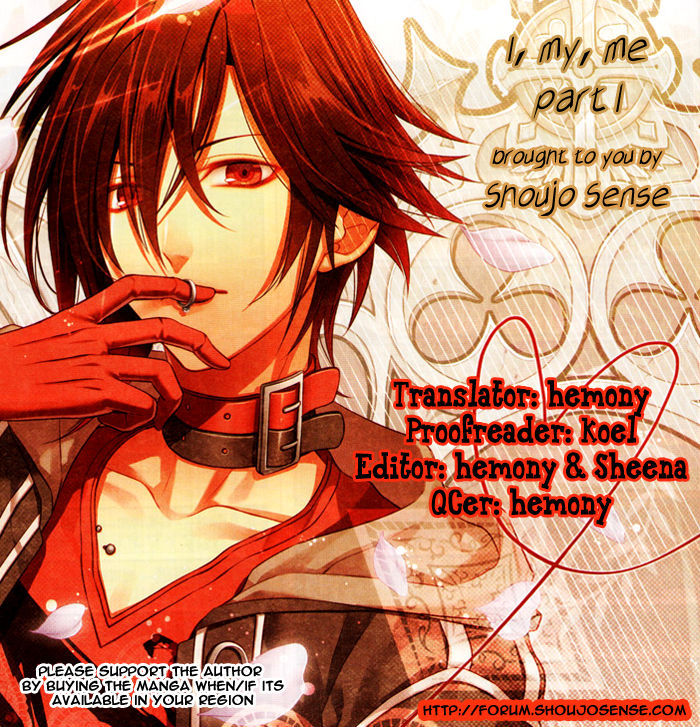 I, my, me
part 1
brought to you by
Shoujo Sense
Translator: hemony
Proofreader: koel
Editor: hemony & Sheena
QCer: hemony
PLEASE SUPPORT THE AUTHOR
BY BUYING THE MANGA WHEN/IF ITS
AVAILABLE IN YOUR REGION
HTTP://FORUM.SHOUJOSENSE.COM